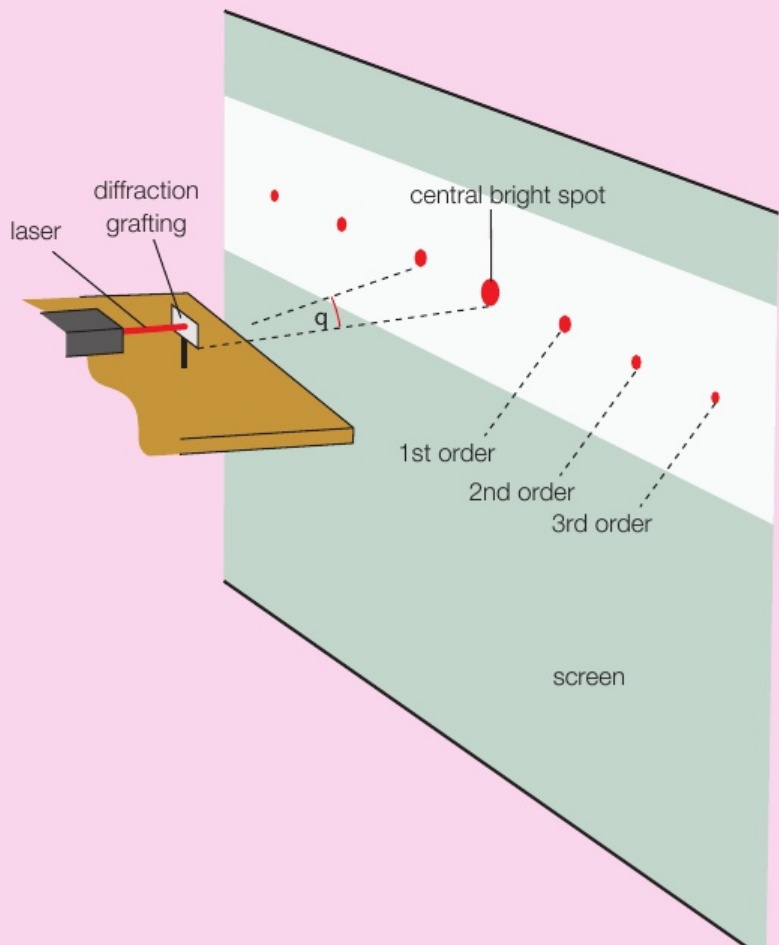 diffraction
grafting
laser
central bright spot
q
1st order
2nd order
3rd order
screen